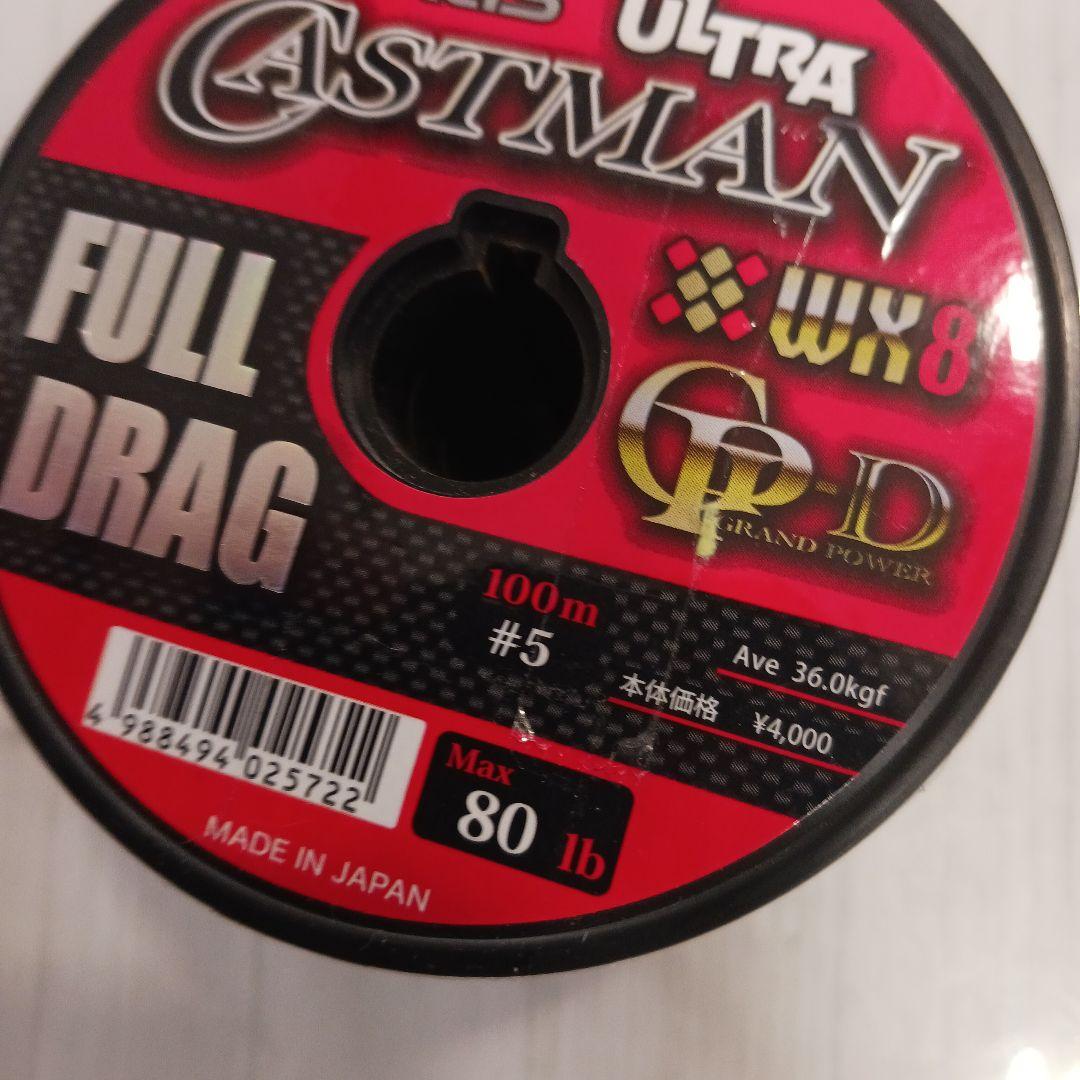 ULTRA
CASTMAN
WX8
GP-D
GRAND POWER
FULL
DRAG
100m
#5
Ave 36.0kgf
本体価格 ¥4,000
Max
80 lb
4 988494 025722
MADE IN JAPAN